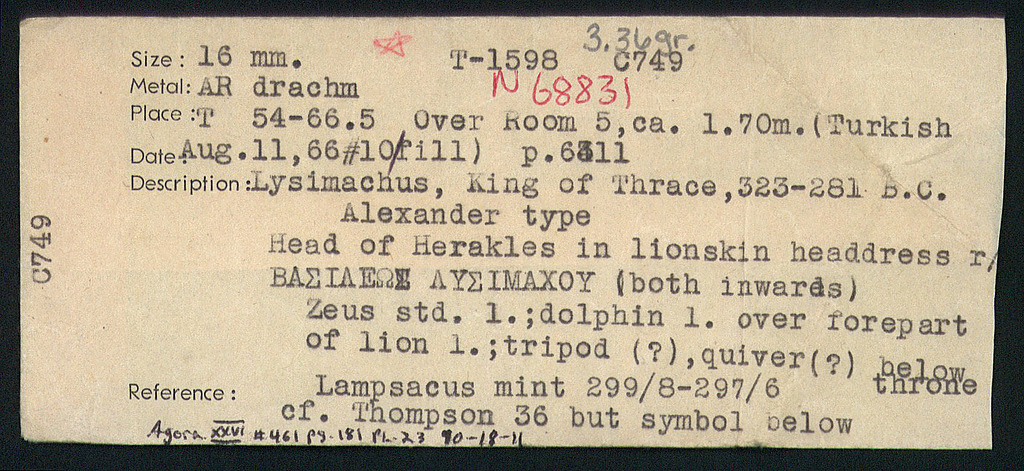 3.36gr.
Size: 16 mm. T-1598 C749
Metal: AR drachm N 68831
Place: T 54-66.5 Over Room 5,ca. 1.70m.(Turkish
Date: Aug.11,66#10/fill) p.6311
Description: Lysimachus, King of Thrace,323-281 B.C.
Alexander type
Head of Herakles in lionskin headdress r/
ΒΑΣΙΛΕΩΣ ΛΥΣΙΜΑΧΟΥ (both inwards)
Zeus std. l.;dolphin l. over forepart
of lion l.;tripod (?),quiver(?) below
throne
Reference: Lampsacus mint 299/8-297/6
cf. Thompson 36 but symbol below
Agora XXVI #461 pg. 181 Pl. 23 90-18-11
C749